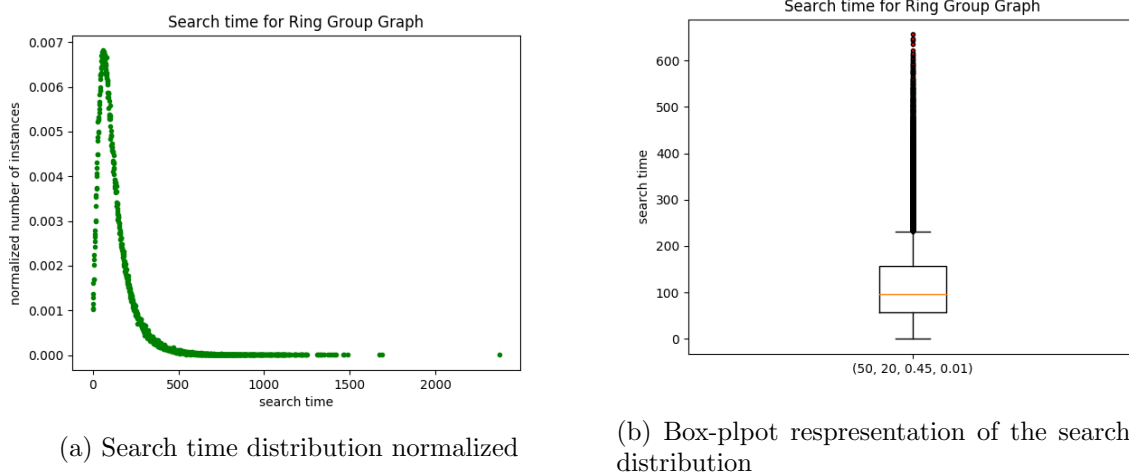 Search time for Ring Group Graph
0.007
0.006
0.005
0.004
0.003
0.002
0.001
0.000
normalized number of instances
0 500 1000 1500 2000
search time
(a) Search time distribution normalized
Search time for Ring Group Graph
600
500
400
300
200
100
0
search time
(50, 20, 0.45, 0.01)
(b) Box-plpot respresentation of the search
distribution